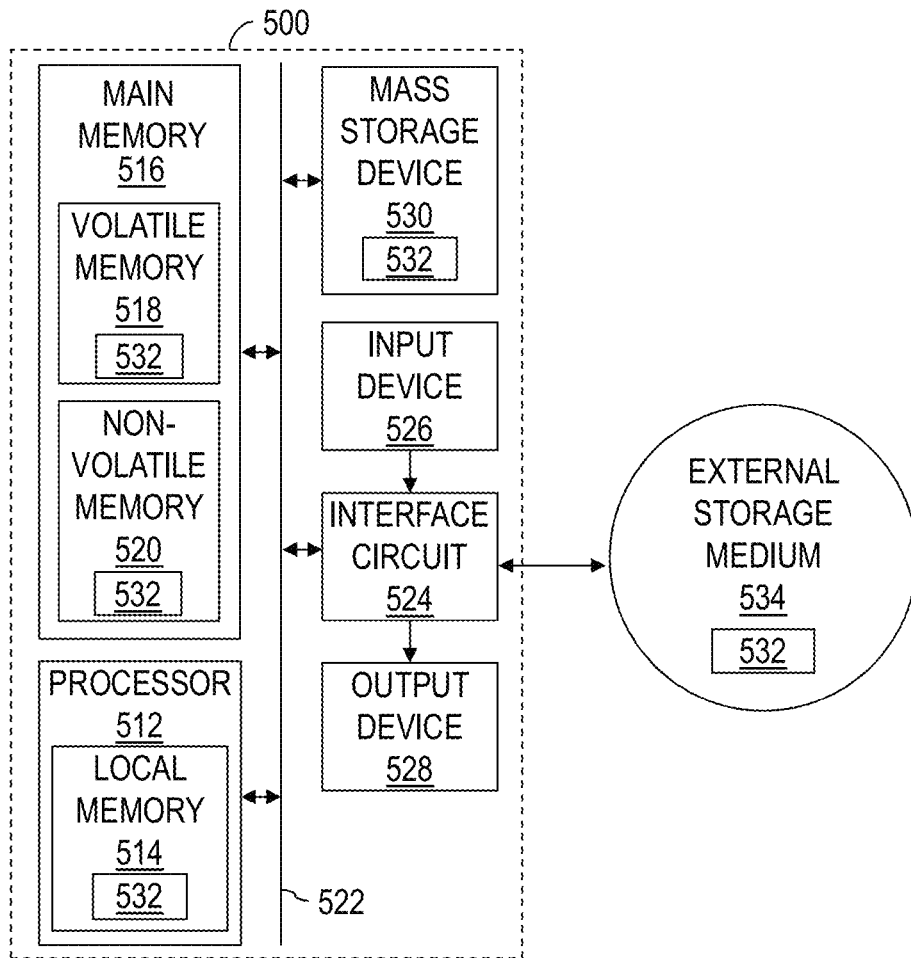 500
MAIN
MEMORY
516
VOLATILE
MEMORY
518
532
NON-
VOLATILE
MEMORY
520
532
PROCESSOR
512
LOCAL
MEMORY
514
532
MASS
STORAGE
DEVICE
530
532
INPUT
DEVICE
526
INTERFACE
CIRCUIT
524
OUTPUT
DEVICE
528
522
EXTERNAL
STORAGE
MEDIUM
534
532